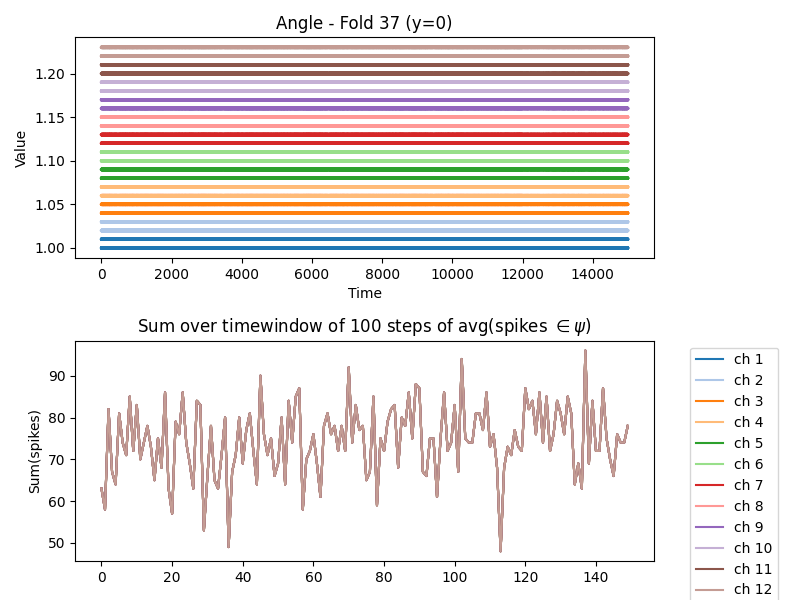 Angle - Fold 37 (y=0)
Value
1.20
1.15
1.10
1.05
1.00
0 2000 4000 6000 8000 10000 12000 14000
Time
Sum over timewindow of 100 steps of avg(spikes ∈ψ)
Sum(spikes)
90
80
70
60
50
0 20 40 60 80 100 120 140
ch 1
ch 2
ch 3
ch 4
ch 5
ch 6
ch 7
ch 8
ch 9
ch 10
ch 11
ch 12